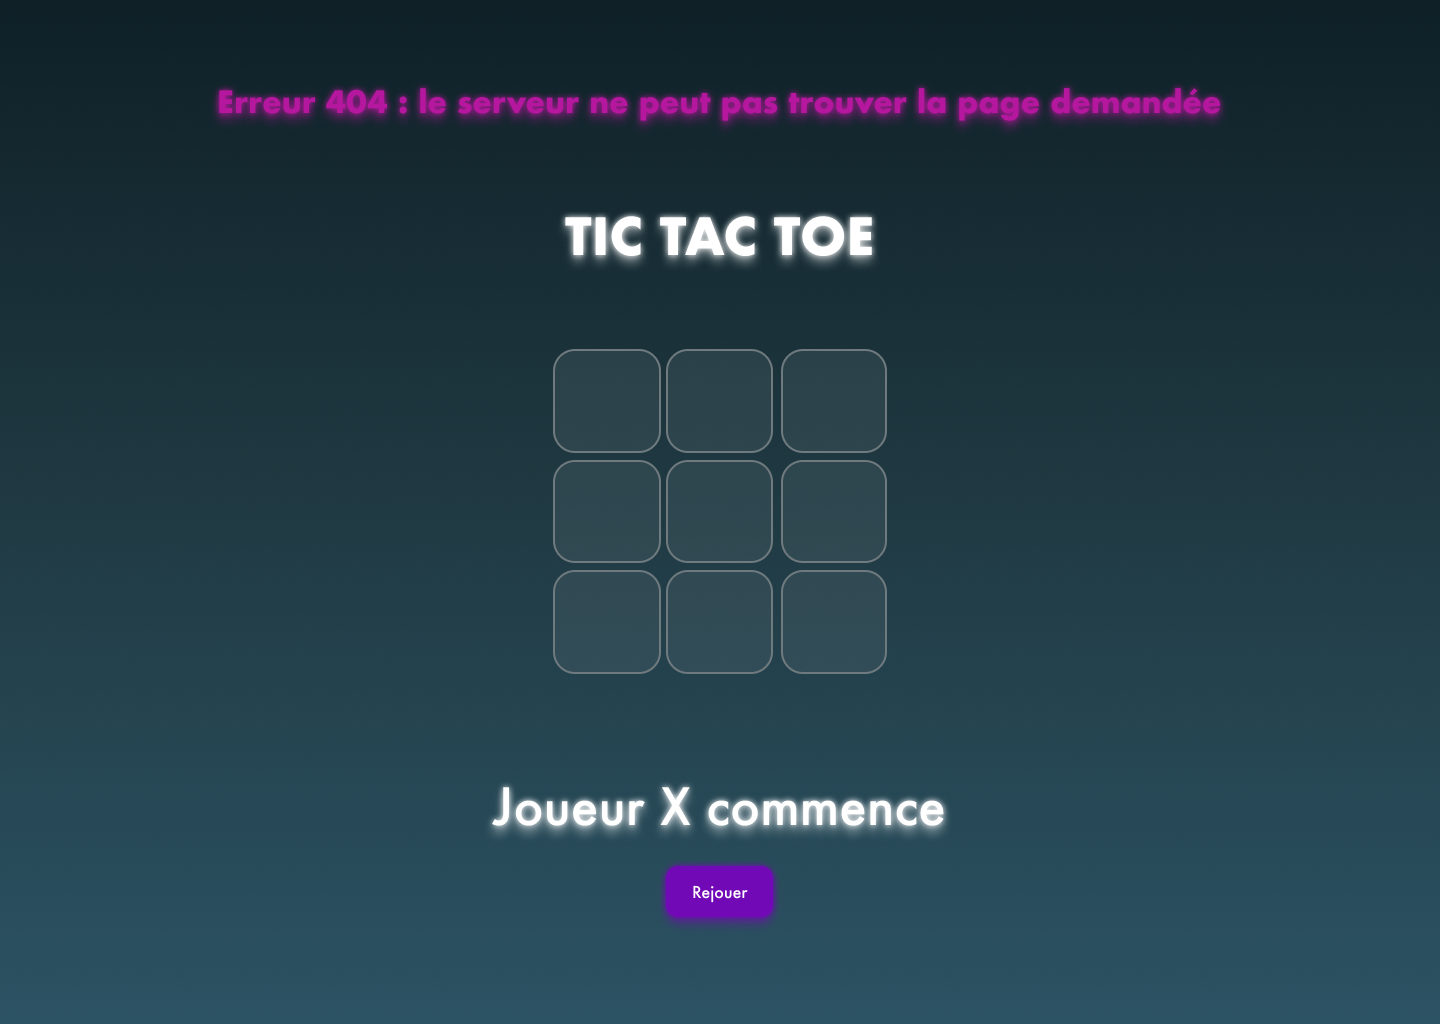 Erreur 404 : le serveur ne peut pas trouver la page demandée
TIC TAC TOE
Joueur X commence
Rejouer